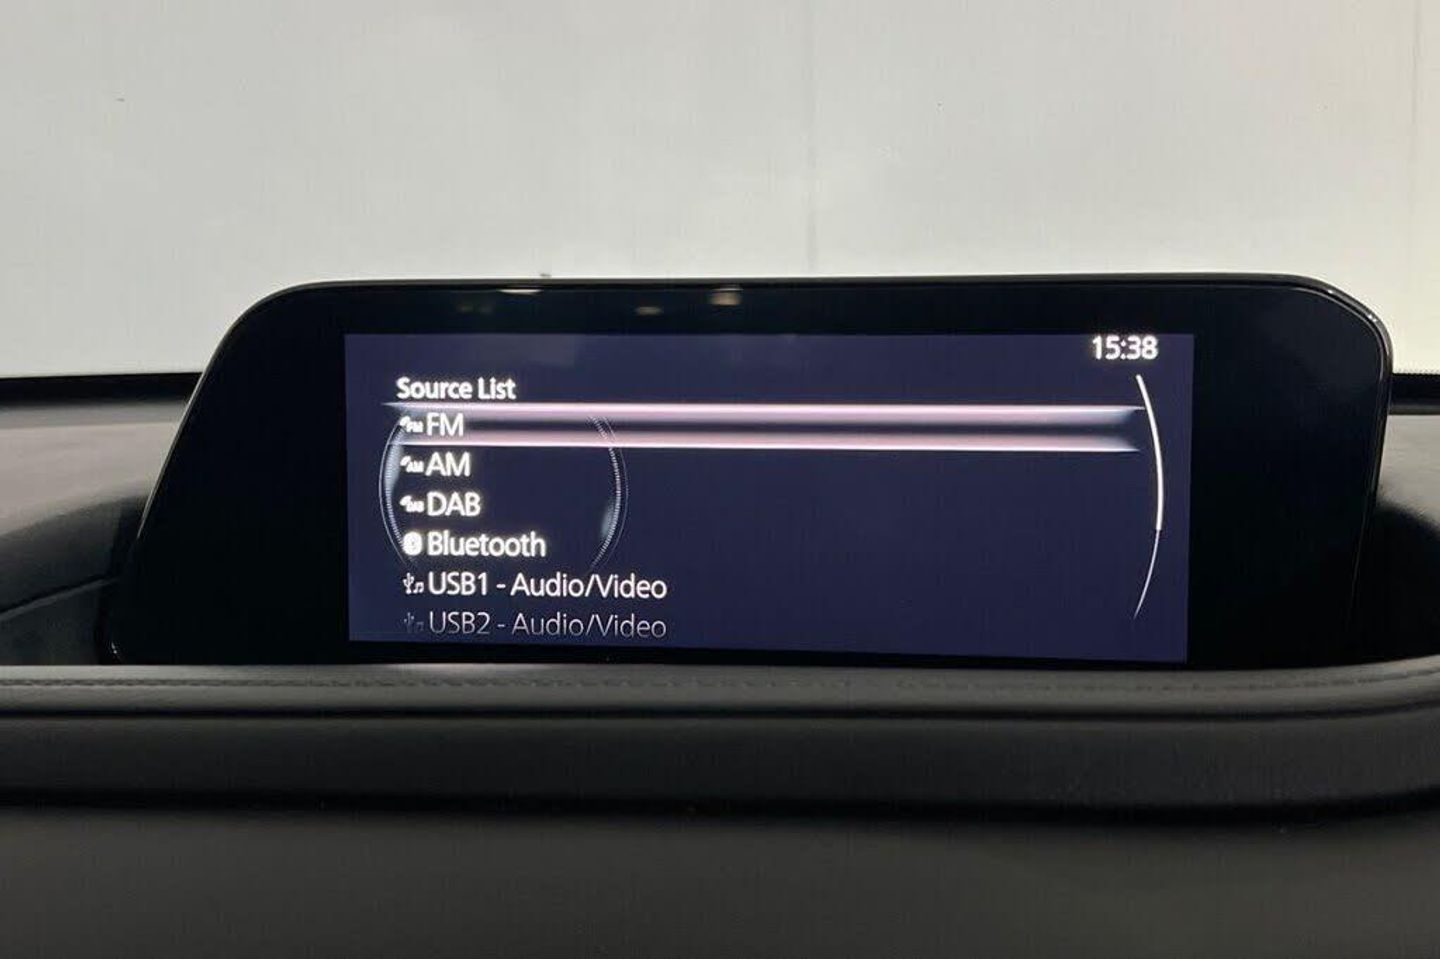 15:38
Source List
FM
AM
DAB
Bluetooth
USB1 - Audio/Video
USB2 - Audio/Video